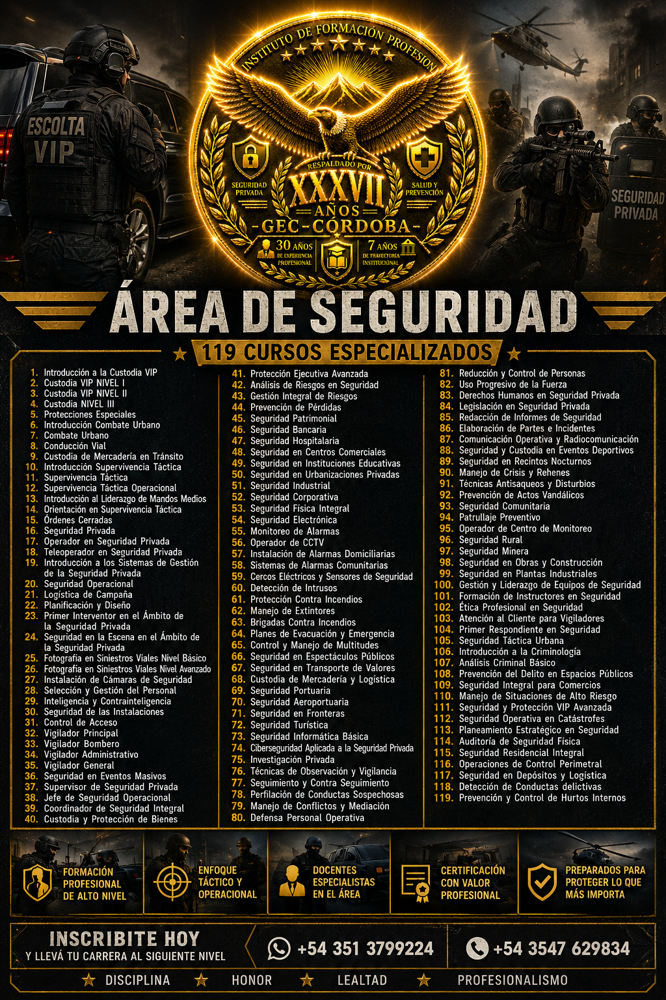 INSTITUTO DE FORMACIÓN PROFESION
ESCOLTA
VIP
RESPALDADO POR
XXXVII
AÑOS
-GEC-CÓRDOBA-
SEGURIDAD
PRIVADA
SALUD Y
PREVENCIÓN
30 AÑOS
DE EXPERIENCIA
PROFESIONAL
7 AÑOS
DE TRAYECTORIA
INSTITUCIONAL
SEGURIDAD
PRIVADA
ÁREA DE SEGURIDAD
119 CURSOS ESPECIALIZADOS
1. Introducción a la Custodia VIP
2. Custodia VIP NIVEL I
3. Custodia VIP NIVEL II
4. Custodia NIVEL III
5. Protecciones Especiales
6. Introducción Combate Urbano
7. Combate Urbano
8. Conducción Vial
9. Custodia de Mercadería en Tránsito
10. Introducción Supervivencia Táctica
11. Supervivencia Táctica
12. Supervivencia Táctica Operacional
13. Introducción al Liderazgo de Mandos Medios
14. Orientación en Supervivencia Táctica
15. Órdenes Cerradas
16. Seguridad Privada
17. Operador en Seguridad Privada
18. Teleoperador en Seguridad Privada
19. Introducción a los Sistemas de Gestión
de la Seguridad Privada
20. Seguridad Operacional
21. Logística de Campaña
22. Planificación y Diseño
23. Primer Interventor en el Ámbito de
la Seguridad Privada
24. Seguridad en la Escena en el Ámbito de
la Seguridad Privada
25. Fotografía en Siniestros Viales Nivel Básico
26. Fotografía en Siniestros Viales Nivel Avanzado
27. Instalación de Cámaras de Seguridad
28. Selección y Gestión del Personal
29. Inteligencia y Contrainteligencia
30. Seguridad de las Instalaciones
31. Control de Acceso
32. Vigilador Principal
33. Vigilador Bombero
34. Vigilador Administrativo
35. Vigilador General
36. Seguridad en Eventos Masivos
37. Supervisor de Seguridad Privada
38. Jefe de Seguridad Operacional
39. Coordinador de Seguridad Integral
40. Custodia y Protección de Bienes
41. Protección Ejecutiva Avanzada
42. Análisis de Riesgos en Seguridad
43. Gestión Integral de Riesgos
44. Prevención de Pérdidas
45. Seguridad Patrimonial
46. Seguridad Bancaria
47. Seguridad Hospitalaria
48. Seguridad en Centros Comerciales
49. Seguridad en Instituciones Educativas
50. Seguridad en Urbanizaciones Privadas
51. Seguridad Industrial
52. Seguridad Corporativa
53. Seguridad Física Integral
54. Seguridad Electrónica
55. Monitoreo de Alarmas
56. Operador de CCTV
57. Instalación de Alarmas Domiciliarias
58. Sistemas de Alarmas Comunitarias
59. Cercos Eléctricos y Sensores de Seguridad
60. Detección de Intrusos
61. Protección Contra Incendios
62. Manejo de Extintores
63. Brigadas Contra Incendios
64. Planes de Evacuación y Emergencia
65. Control y Manejo de Multitudes
66. Seguridad en Espectáculos Públicos
67. Seguridad en Transporte de Valores
68. Custodia de Mercadería y Logística
69. Seguridad Portuaria
70. Seguridad Aeroportuaria
71. Seguridad en Fronteras
72. Seguridad Turística
73. Seguridad Informática Básica
74. Ciberseguridad Aplicada a la Seguridad Privada
75. Investigación Privada
76. Técnicas de Observación y Vigilancia
77. Seguimiento y Contra Seguimiento
78. Perfilación de Conductas Sospechosas
79. Manejo de Conflictos y Mediación
80. Defensa Personal Operativa
81. Reducción y Control de Personas
82. Uso Progresivo de la Fuerza
83. Derechos Humanos en Seguridad Privada
84. Legislación en Seguridad Privada
85. Redacción de Informes de Seguridad
86. Elaboración de Partes e Incidentes
87. Comunicación Operativa y Radiocomunicación
88. Seguridad y Custodia en Eventos Deportivos
89. Seguridad en Recintos Nocturnos
90. Manejo de Crisis y Rehenes
91. Técnicas Antisaqueos y Disturbios
92. Prevención de Actos Vandálicos
93. Seguridad Comunitaria
94. Patrullaje Preventivo
95. Operador de Centro de Monitoreo
96. Seguridad Rural
97. Seguridad Minera
98. Seguridad en Obras y Construcción
99. Seguridad en Plantas Industriales
100. Gestión y Liderazgo de Equipos de Seguridad
101. Formación de Instructores en Seguridad
102. Ética Profesional en Seguridad
103. Atención al Cliente para Vigiladores
104. Primer Respondiente en Seguridad
105. Seguridad Táctica Urbana
106. Introducción a la Criminología
107. Análisis Criminal Básico
108. Prevención del Delito en Espacios Públicos
109. Seguridad Integral para Comercios
110. Manejo de Situaciones de Alto Riesgo
111. Seguridad y Protección VIP Avanzada
112. Seguridad Operativa en Catástrofes
113. Planeamiento Estratégico en Seguridad
114. Auditoría de Seguridad Física
115. Seguridad Residencial Integral
116. Operaciones de Control Perimetral
117. Seguridad en Depósitos y Logística
118. Detección de Conductas delictivas
119. Prevención y Control de Hurtos Internos
FORMACIÓN
PROFESIONAL
DE ALTO NIVEL
ENFOQUE
TÁCTICO Y
OPERACIONAL
DOCENTES
ESPECIALISTAS
EN EL ÁREA
CERTIFICACIÓN
CON VALOR
PROFESIONAL
PREPARADOS PARA
PROTEGER LO QUE
MÁS IMPORTA
INSCRIBITE HOY
Y LLEVÁ TU CARRERA AL SIGUIENTE NIVEL
+54 351 3799224
+54 3547 629834
DISCIPLINA
HONOR
LEALTAD
PROFESIONALISMO